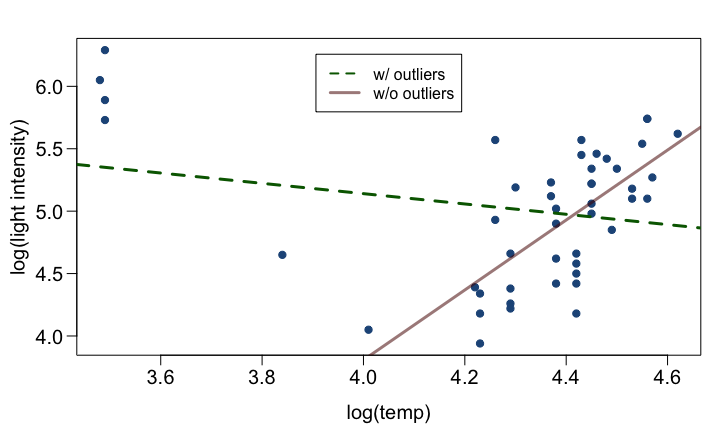 w/ outliers
w/o outliers
log(light intensity)
6.0
5.5
5.0
4.5
4.0
3.6 3.8 4.0 4.2 4.4 4.6
log(temp)